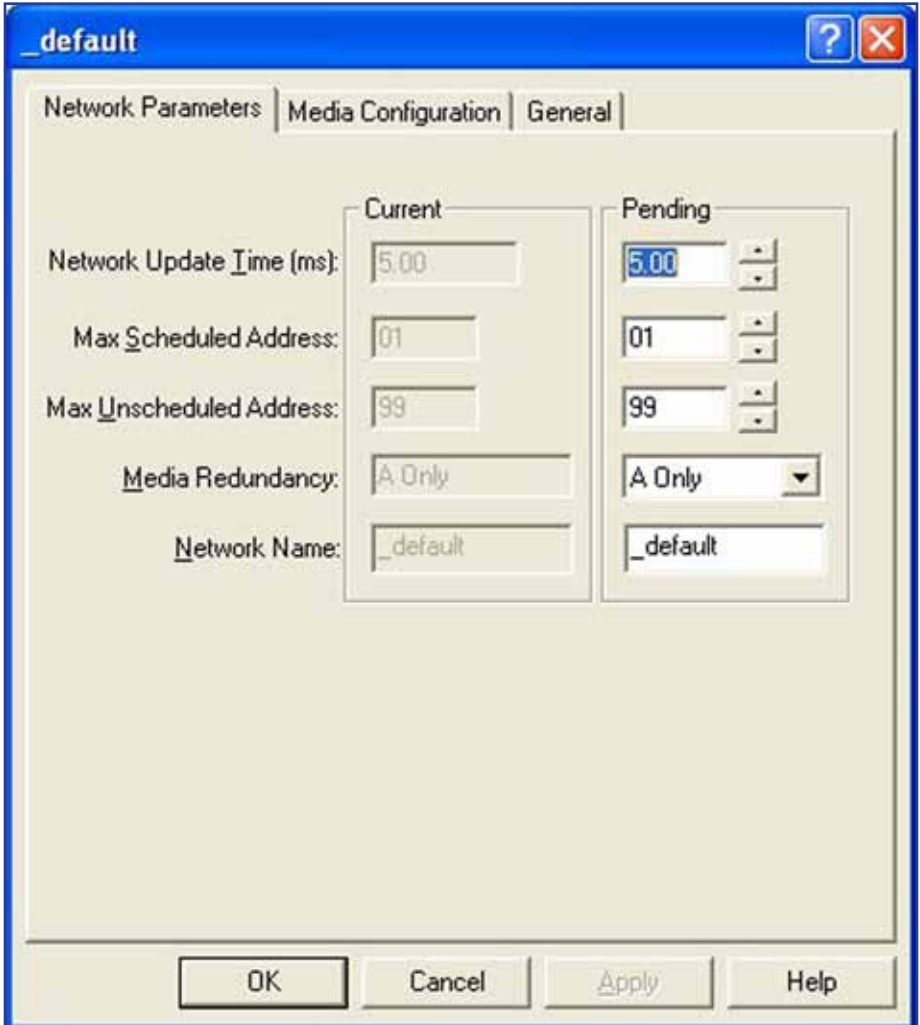 _default
Network Parameters Media Configuration General
Current Pending
Network Update Time (ms): 5.00 5.00
Max Scheduled Address: 01 01
Max Unscheduled Address: 99 99
Media Redundancy: A Only A Only
Network Name: _default _default
OK Cancel Apply Help